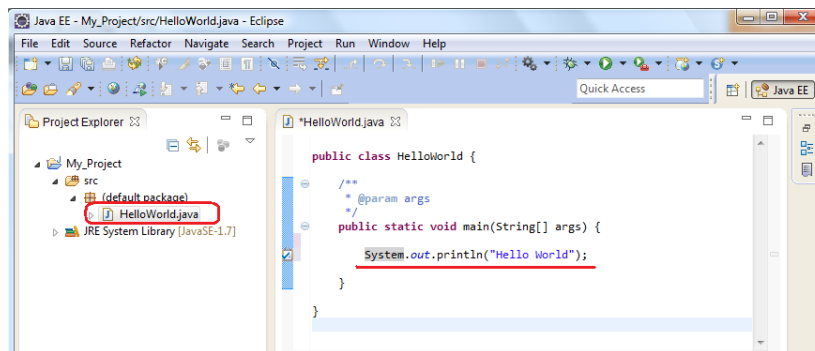 Java EE - My_Project/src/HelloWorld.java - Eclipse
File Edit Source Refactor Navigate Search Project Run Window Help
Quick Access
Java EE
Project Explorer
*HelloWorld.java
My_Project
src
(default package)
HelloWorld.java
JRE System Library [JavaSE-1.7]
public class HelloWorld {
/**
* @param args
*/
public static void main(String[] args) {
System.out.println("Hello World");
}
}